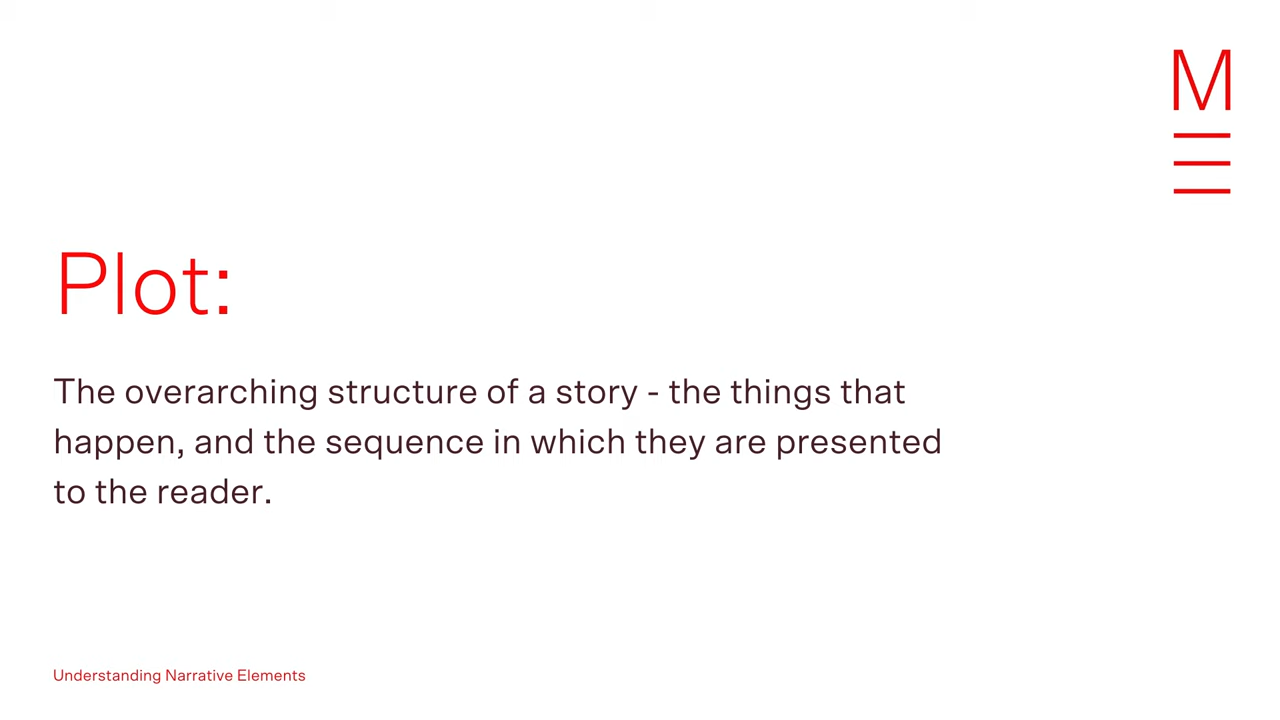 M
Plot:
The overarching structure of a story - the things that
happen, and the sequence in which they are presented
to the reader.
Understanding Narrative Elements